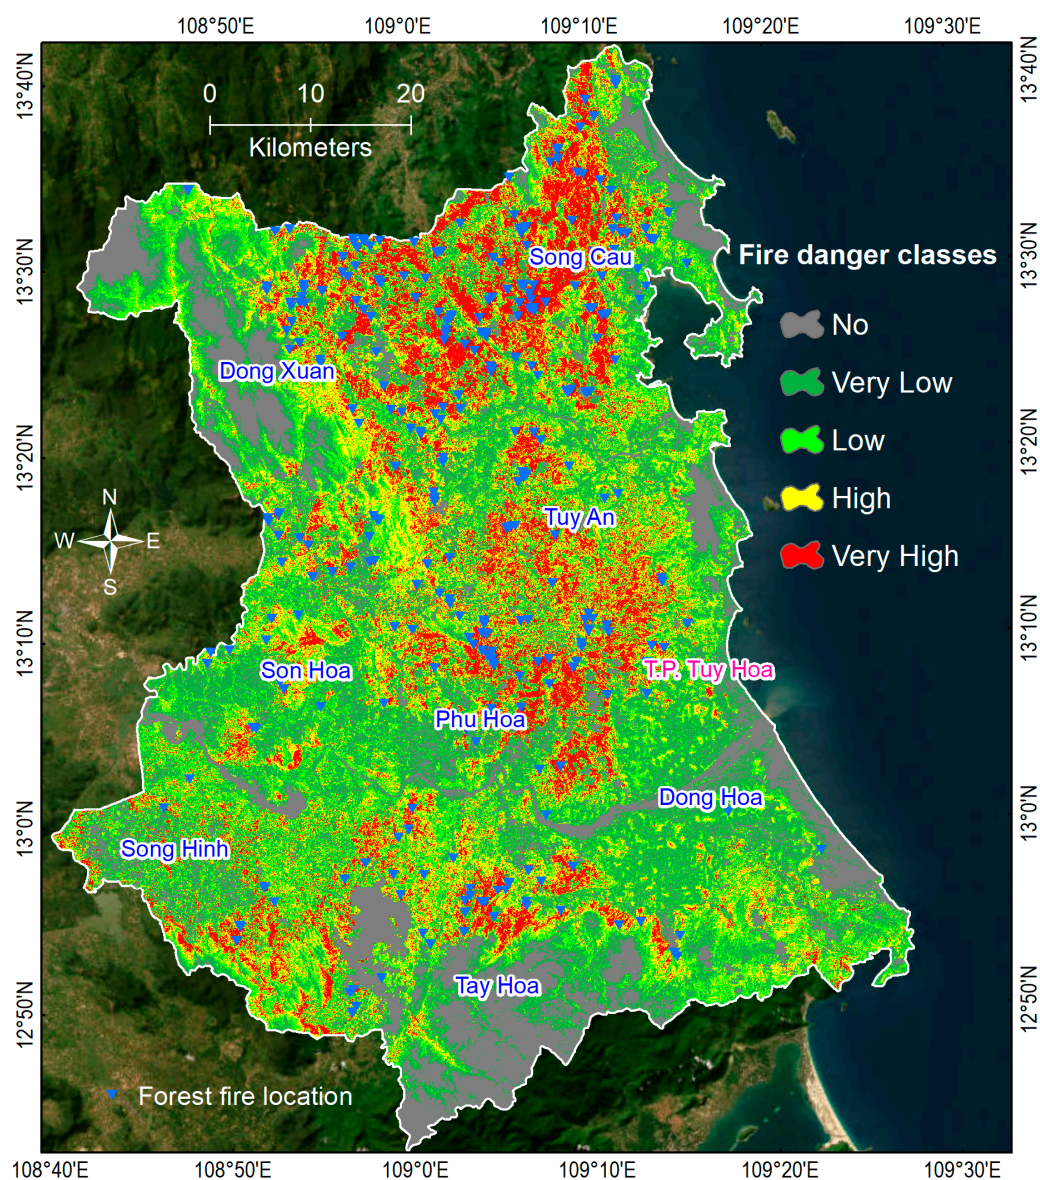 108°50'E 109°0'E 109°10'E 109°20'E 109°30'E
13°40'N 13°40'N
0 10 20
Kilometers
13°30'N 13°30'N
Song Cau
Fire danger classes
No
Dong Xuan
Very Low
13°20'N 13°20'N
Low
High
Tuy An
N
W E
S
Very High
13°10'N 13°10'N
Son Hoa
T.P. Tuy Hoa
Phu Hoa
Dong Hoa
13°0'N 13°0'N
Song Hinh
Tay Hoa
12°50'N 12°50'N
Forest fire location
108°40'E 108°50'E 109°0'E 109°10'E 109°20'E 109°30'E